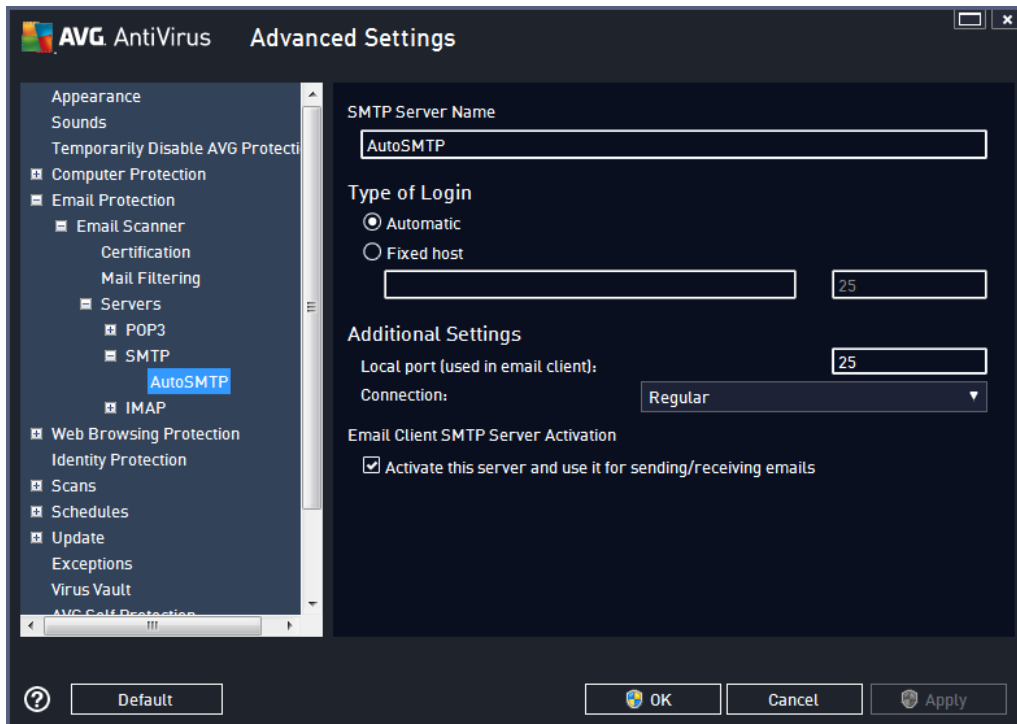 AVG. AntiVirus Advanced Settings
Appearance
Sounds
Temporarily Disable AVG Protecti
Computer Protection
Email Protection
Email Scanner
Certification
Mail Filtering
Servers
POP3
SMTP
AutoSMTP
IMAP
Web Browsing Protection
Identity Protection
Scans
Schedules
Update
Exceptions
Virus Vault
AVG Self Protection
SMTP Server Name
AutoSMTP
Type of Login
Automatic
Fixed host
25
Additional Settings
Local port (used in email client): 25
Connection: Regular
Email Client SMTP Server Activation
Activate this server and use it for sending/receiving emails
? Default OK Cancel Apply